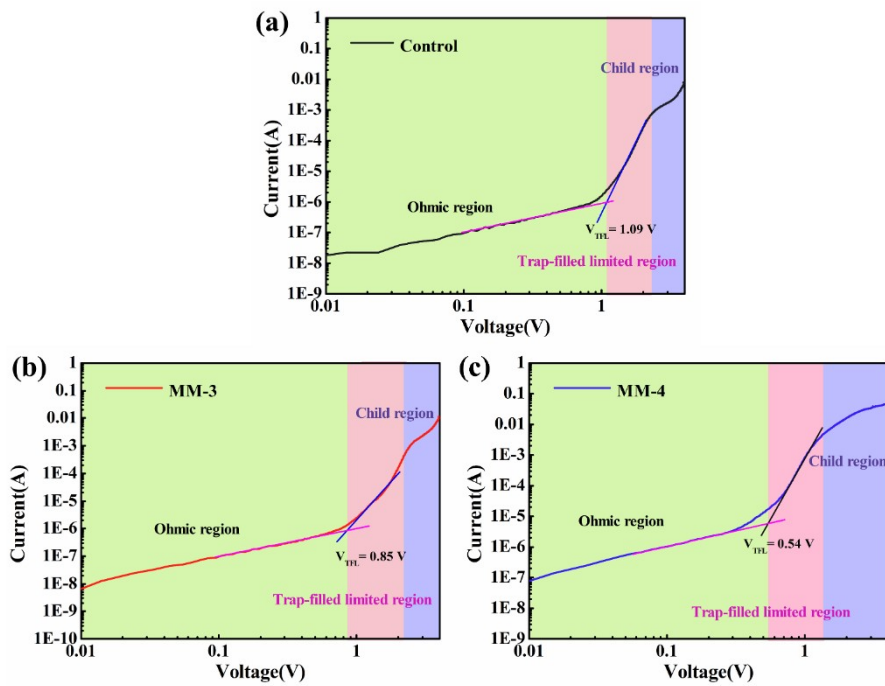 (a)
1
0.1
0.01
1E-3
1E-4
1E-5
1E-6
1E-7
1E-8
1E-9
Current(A)
Control
Child region
Ohmic region
V_TFL= 1.09 V
Trap-filled limited region
0.01 0.1 1
Voltage(V)
(b)
1
0.1
0.01
1E-3
1E-4
1E-5
1E-6
1E-7
1E-8
1E-9
1E-10
Current(A)
MM-3
Child region
Ohmic region
V_TFL= 0.85 V
Trap-filled limited region
0.01 0.1 1
Voltage(V)
(c)
1
0.1
0.01
1E-3
1E-4
1E-5
1E-6
1E-7
1E-8
1E-9
Current(A)
MM-4
Child region
Ohmic region
V_TFL= 0.54 V
Trap-filled limited region
0.01 0.1 1
Voltage(V)